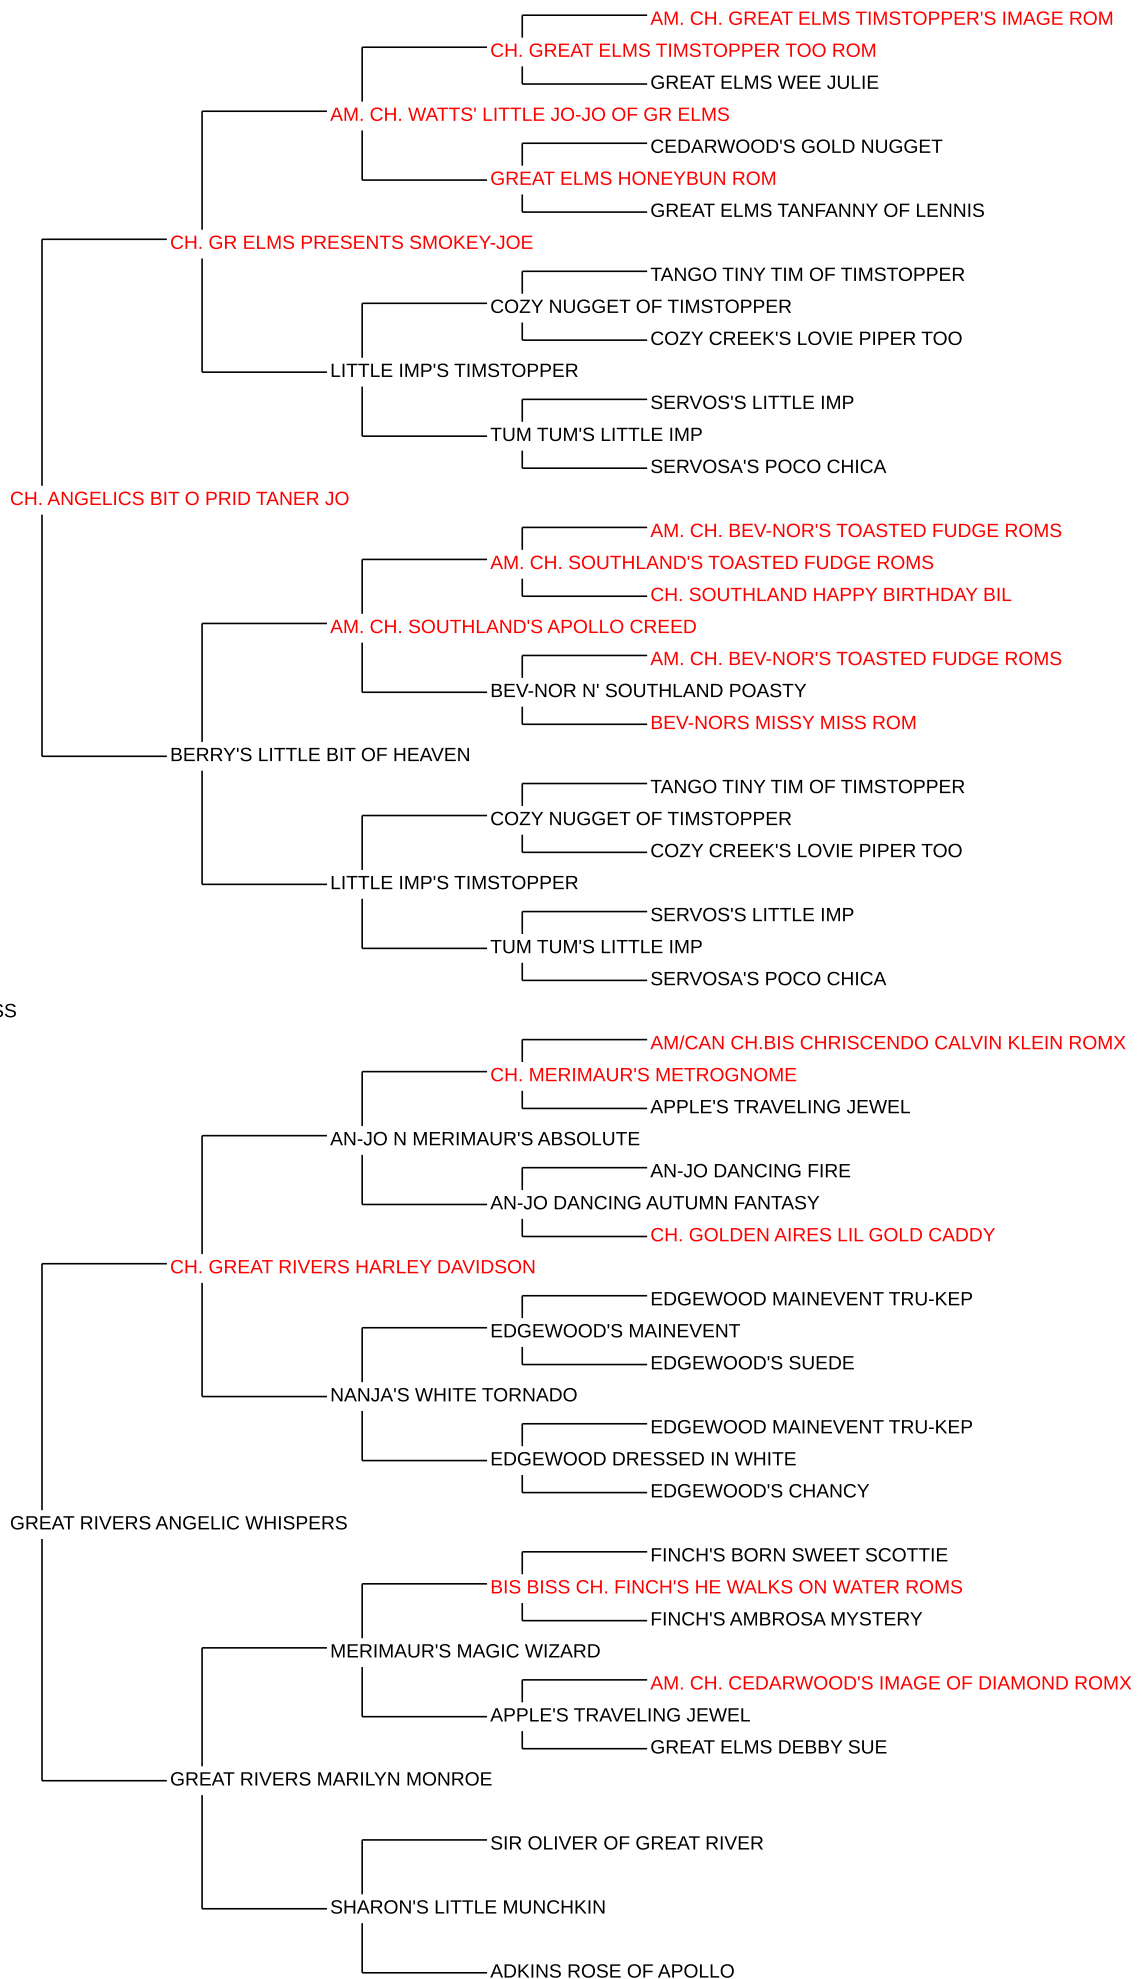 AM. CH. GREAT ELMS TIMSTOPPER'S IMAGE ROM
CH. GREAT ELMS TIMSTOPPER TOO ROM
GREAT ELMS WEE JULIE
AM. CH. WATTS' LITTLE JO-JO OF GR ELMS
CEDARWOOD'S GOLD NUGGET
GREAT ELMS HONEYBUN ROM
GREAT ELMS TANFANNY OF LENNIS
CH. GR ELMS PRESENTS SMOKEY-JOE
TANGO TINY TIM OF TIMSTOPPER
COZY NUGGET OF TIMSTOPPER
COZY CREEK'S LOVIE PIPER TOO
LITTLE IMP'S TIMSTOPPER
SERVOS'S LITTLE IMP
TUM TUM'S LITTLE IMP
SERVOSA'S POCO CHICA
CH. ANGELICS BIT O PRID TANER JO
AM. CH. BEV-NOR'S TOASTED FUDGE ROMS
AM. CH. SOUTHLAND'S TOASTED FUDGE ROMS
CH. SOUTHLAND HAPPY BIRTHDAY BIL
AM. CH. SOUTHLAND'S APOLLO CREED
AM. CH. BEV-NOR'S TOASTED FUDGE ROMS
BEV-NOR N' SOUTHLAND POASTY
BEV-NORS MISSY MISS ROM
BERRY'S LITTLE BIT OF HEAVEN
TANGO TINY TIM OF TIMSTOPPER
COZY NUGGET OF TIMSTOPPER
COZY CREEK'S LOVIE PIPER TOO
LITTLE IMP'S TIMSTOPPER
SERVOS'S LITTLE IMP
TUM TUM'S LITTLE IMP
SERVOSA'S POCO CHICA
AM/CAN CH.BIS CHRISCENDO CALVIN KLEIN ROMX
CH. MERIMAUR'S METROGNOME
APPLE'S TRAVELING JEWEL
AN-JO N MERIMAUR'S ABSOLUTE
AN-JO DANCING FIRE
AN-JO DANCING AUTUMN FANTASY
CH. GOLDEN AIRES LIL GOLD CADDY
CH. GREAT RIVERS HARLEY DAVIDSON
EDGEWOOD MAINEVENT TRU-KEP
EDGEWOOD'S MAINEVENT
EDGEWOOD'S SUEDE
NANJA'S WHITE TORNADO
EDGEWOOD MAINEVENT TRU-KEP
EDGEWOOD DRESSED IN WHITE
EDGEWOOD'S CHANCY
GREAT RIVERS ANGELIC WHISPERS
FINCH'S BORN SWEET SCOTTIE
BIS BISS CH. FINCH'S HE WALKS ON WATER ROMS
FINCH'S AMBROSA MYSTERY
MERIMAUR'S MAGIC WIZARD
AM. CH. CEDARWOOD'S IMAGE OF DIAMOND ROMX
APPLE'S TRAVELING JEWEL
GREAT ELMS DEBBY SUE
GREAT RIVERS MARILYN MONROE
SIR OLIVER OF GREAT RIVER
SHARON'S LITTLE MUNCHKIN
ADKINS ROSE OF APOLLO